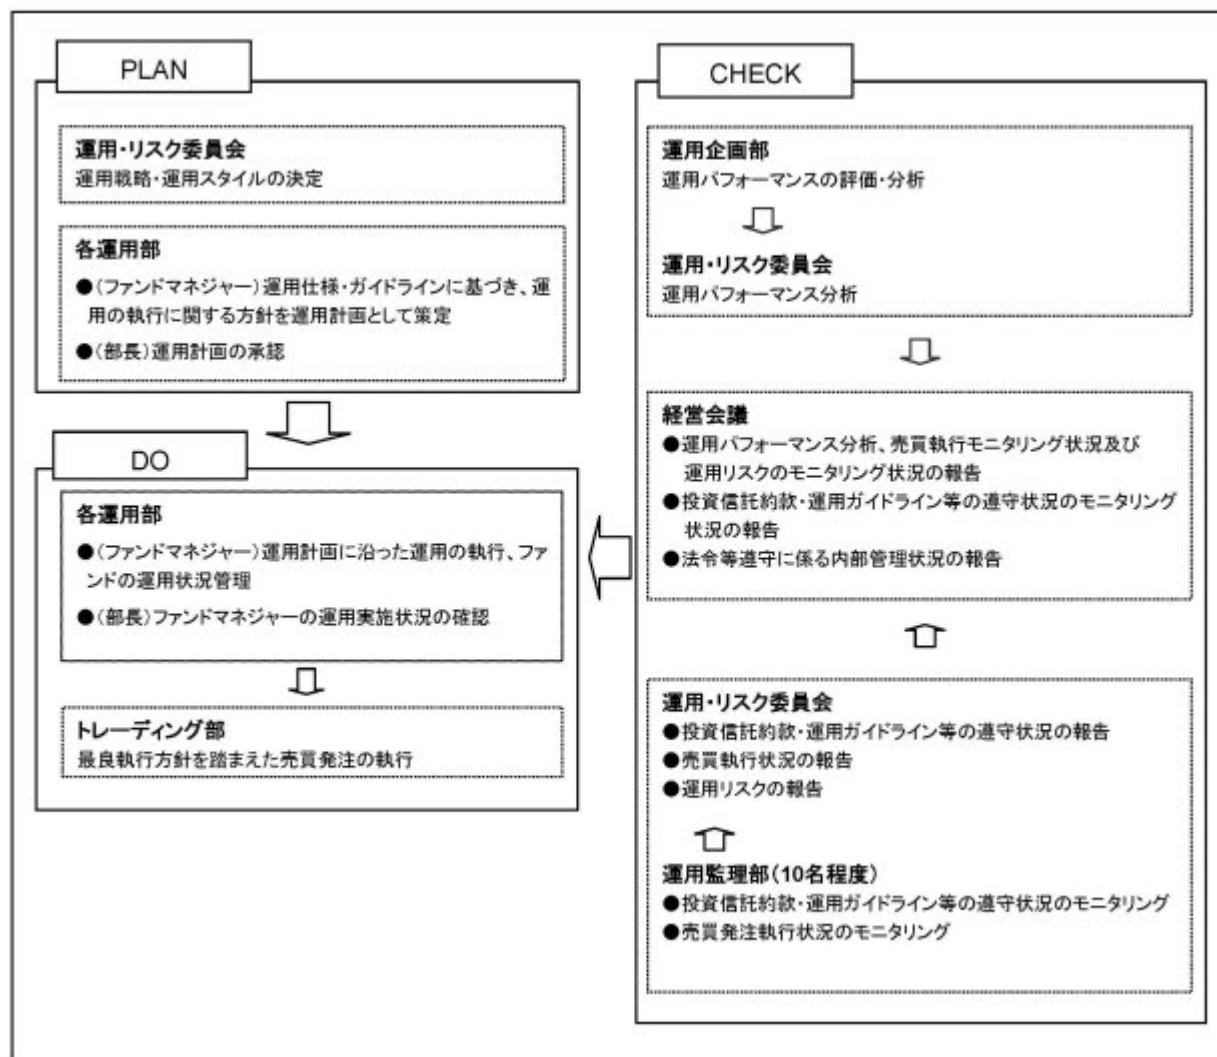 PLAN
運用・リスク委員会
運用戦略・運用スタイルの決定
各運用部
●(ファンドマネジャー)運用仕様・ガイドラインに基づき、運
用の執行に関する方針を運用計画として策定
●(部長)運用計画の承認
DO
各運用部
●(ファンドマネジャー)運用計画に沿った運用の執行、ファ
ンドの運用状況管理
●(部長)ファンドマネジャーの運用実施状況の確認
トレーディング部
最良執行方針を踏まえた売買発注の執行
CHECK
運用企画部
運用パフォーマンスの評価・分析
運用・リスク委員会
運用パフォーマンス分析
経営会議
●運用パフォーマンス分析、売買執行モニタリング状況及び
運用リスクのモニタリング状況の報告
●投資信託約款・運用ガイドライン等の遵守状況のモニタリング
状況の報告
●法令等遵守に係る内部管理状況の報告
運用・リスク委員会
●投資信託約款・運用ガイドライン等の遵守状況の報告
●売買執行状況の報告
●運用リスクの報告
運用監理部(10名程度)
●投資信託約款・運用ガイドライン等の遵守状況のモニタリング
●売買発注執行状況のモニタリング